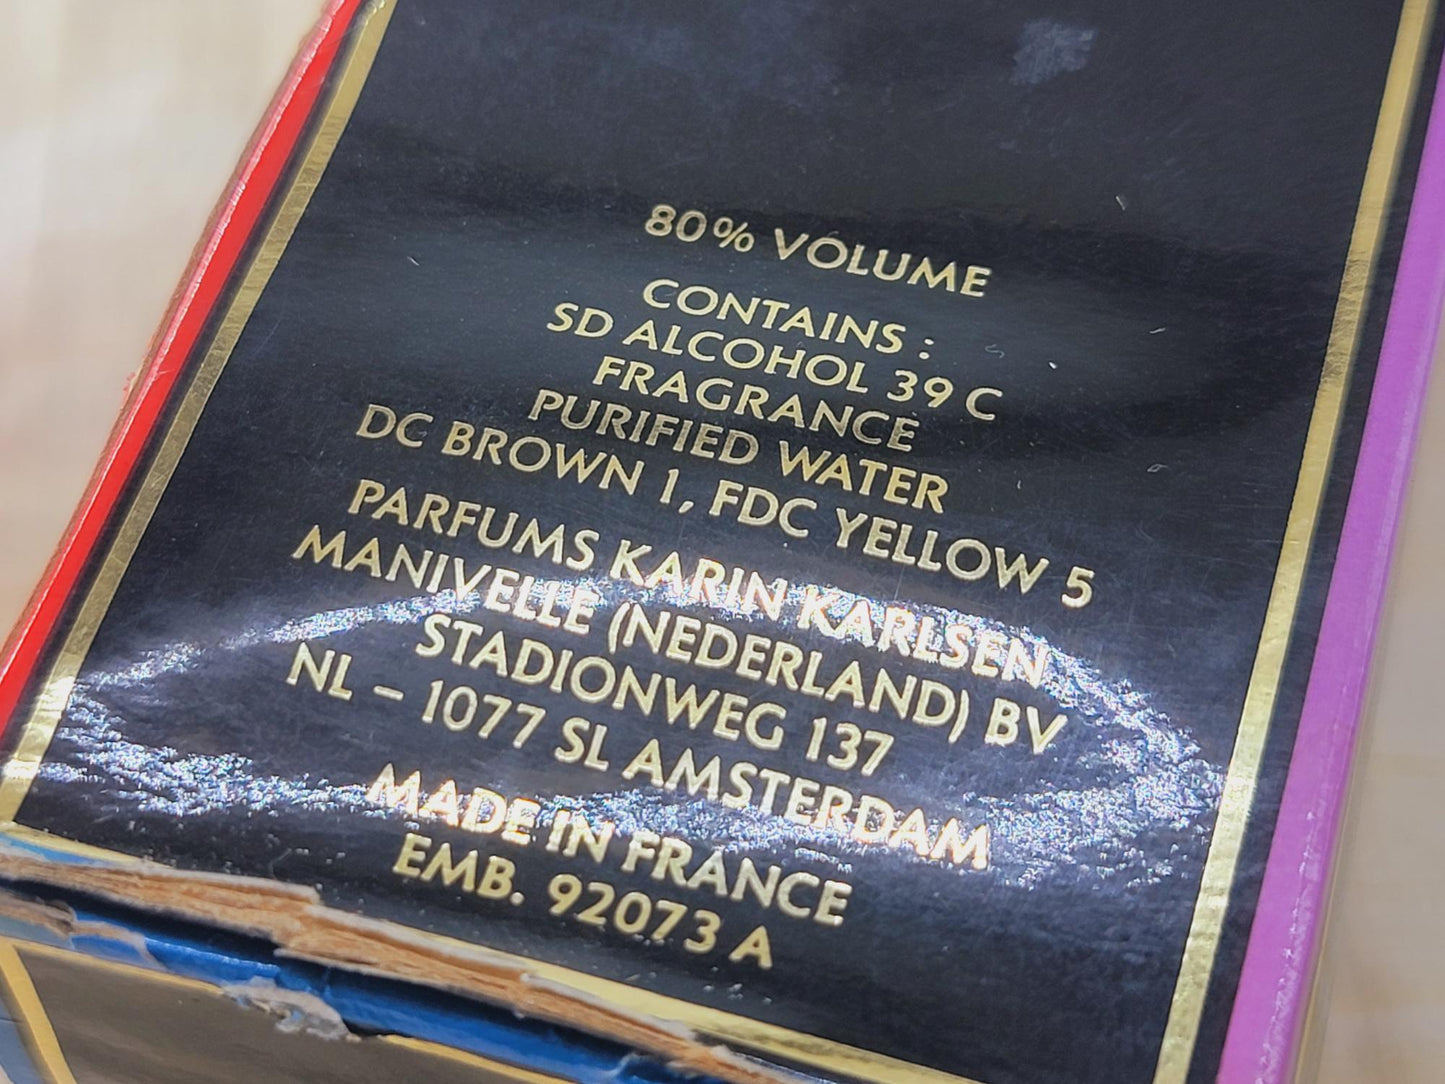 80% VOLUME
CONTAINS :
SD ALCOHOL 39 C
FRAGRANCE
PURIFIED WATER
DC BROWN 1, FDC YELLOW 5
PARFUMS KARIN KARLSEN
MANIVELLE (NEDERLAND) BV
STADIONWEG 137
NL – 1077 SL AMSTERDAM
MADE IN FRANCE
EMB. 92073 A